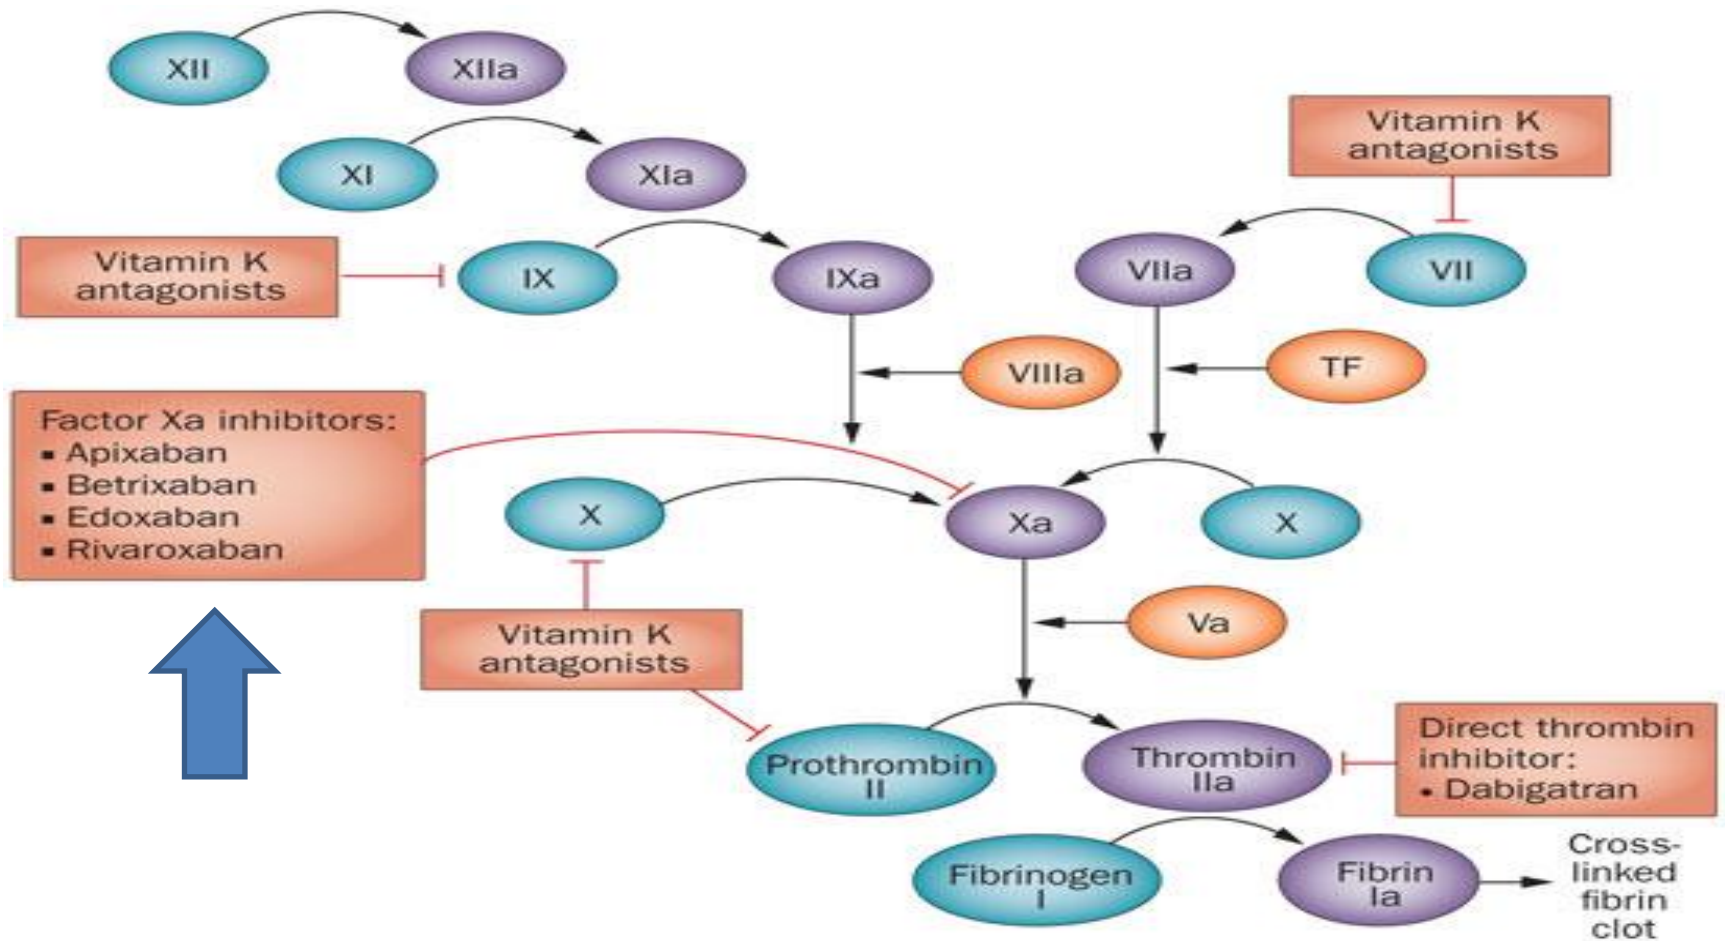 XII
XIIa
XI
XIa
Vitamin K
antagonists
Vitamin K
antagonists
IX
IXa
VIIa
VII
VIIIa
TF
Factor Xa inhibitors:
▪ Apixaban
▪ Betrixaban
▪ Edoxaban
▪ Rivaroxaban
X
Xa
X
Vitamin K
antagonists
Va
Prothrombin
II
Thrombin
IIa
Direct thrombin
inhibitor:
• Dabigatran
Fibrinogen
I
Fibrin
Ia
Cross-
linked
fibrin
clot